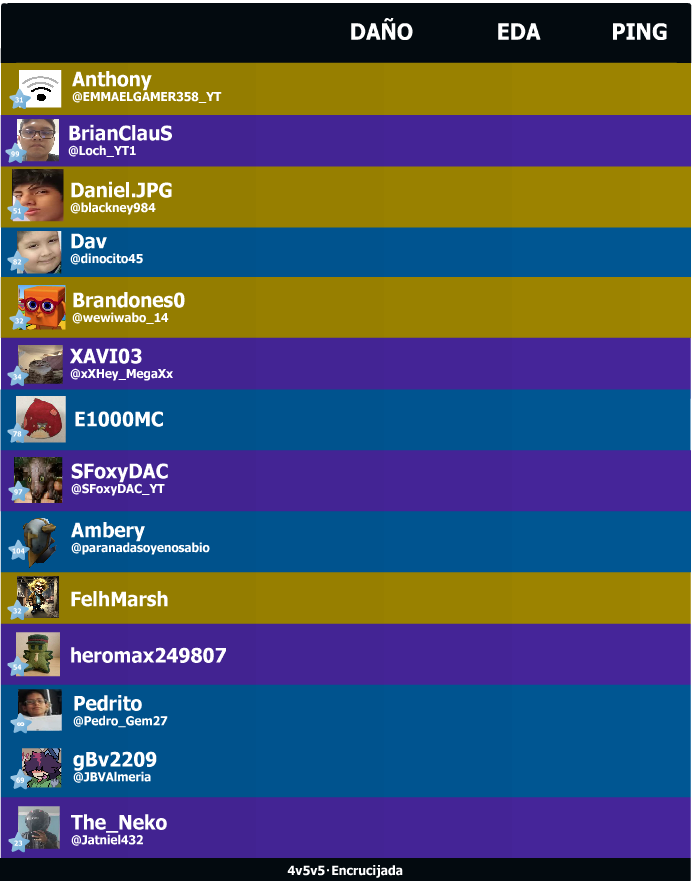 DAÑO EDA PING
Anthony
@EMMAELGAMER358_YT
31
BrianClauS
@Loch_YT1
99
Daniel.JPG
@blackney984
51
Dav
@dinocito45
62
Brandones0
@wewiwabo_14
32
XAVI03
@xXHey_MegaXx
34
E1000MC
78
SFoxyDAC
@SFoxyDAC_YT
97
Ambery
@paranadasoyenosabio
104
FelhMarsh
32
heromax249807
54
Pedrito
@Pedro_Gem27
90
gBv2209
@JBVAlmeria
69
The_Neko
@Jatniel432
23
4v5v5·Encrucijada